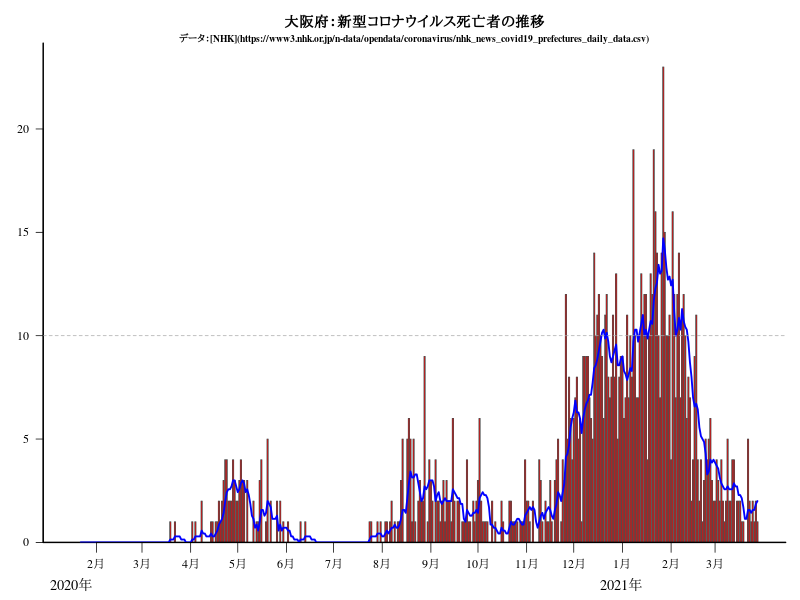 大阪府：新型コロナウイルス死亡者の推移
データ：[NHK](https://www3.nhk.or.jp/n-data/opendata/coronavirus/nhk_news_covid19_prefectures_daily_data.csv)
20
15
10
5
0
2月 3月 4月 5月 6月 7月 8月 9月 10月 11月 12月 1月 2月 3月
2020年 2021年